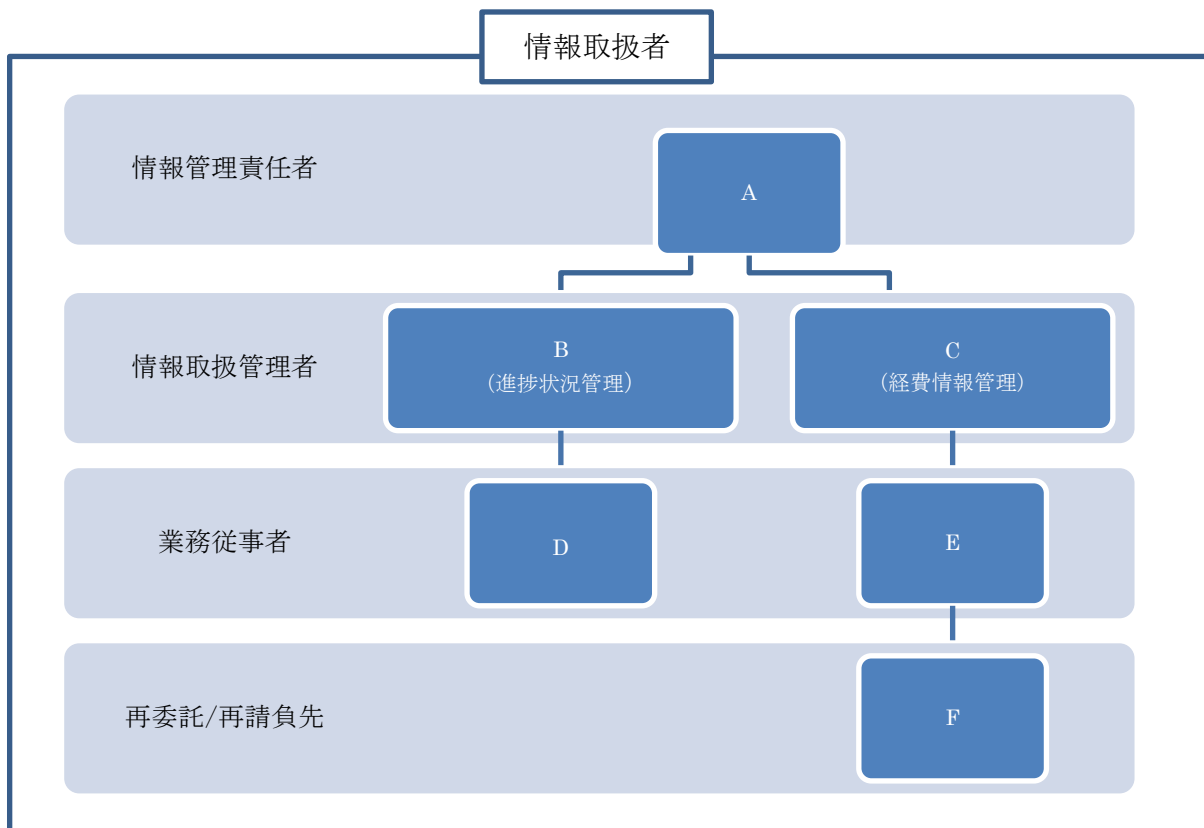 情報取扱者
情報管理責任者
A
情報取扱管理者
B
（進捗状況管理）
C
（経費情報管理）
業務従事者
D
E
再委託/再請負先
F